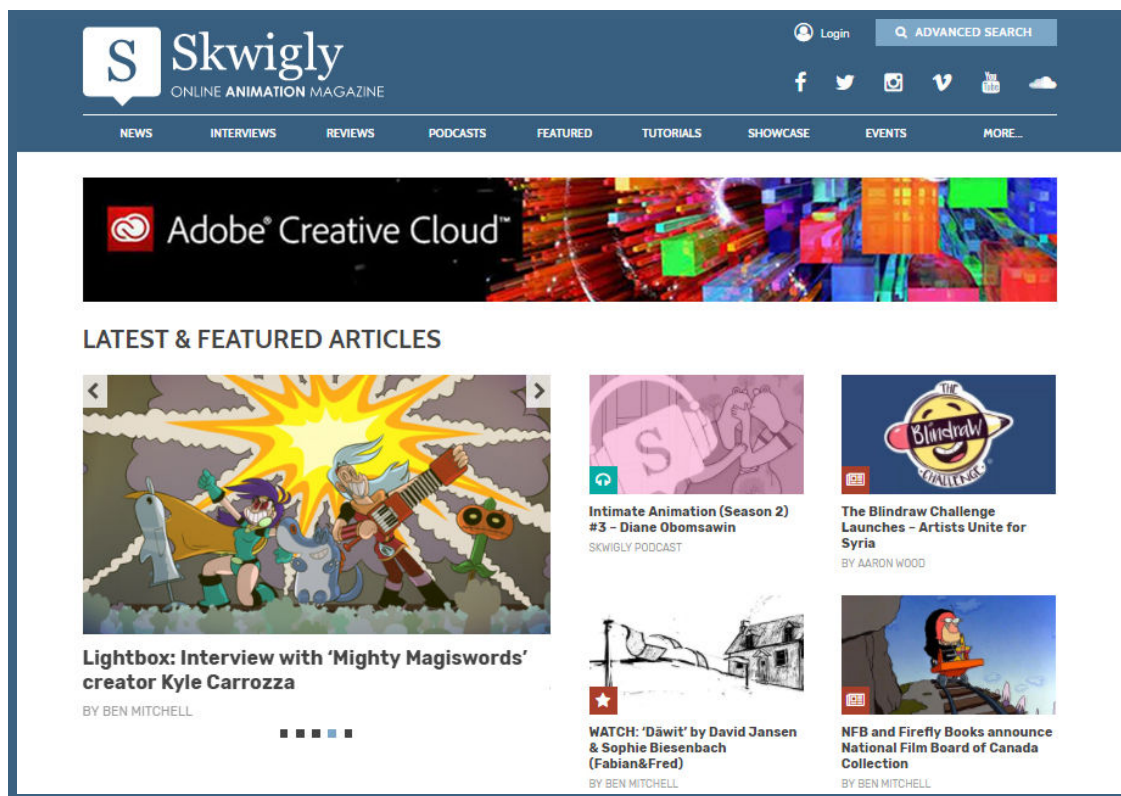 S Skwigly
ONLINE ANIMATION MAGAZINE
Login
ADVANCED SEARCH
f
You
Tube
NEWS INTERVIEWS REVIEWS PODCASTS FEATURED TUTORIALS SHOWCASE EVENTS MORE...
Adobe® Creative Cloud™
LATEST & FEATURED ARTICLES
Lightbox: Interview with ‘Mighty Magiswords’
creator Kyle Carrozza
BY BEN MITCHELL
S
Intimate Animation (Season 2)
#3 – Diane Obomsawin
SKWIGLY PODCAST
THE
Blindraw
CHALLENGE
The Blindraw Challenge
Launches – Artists Unite for
Syria
BY AARON WOOD
WATCH: ‘Däwit’ by David Jansen
& Sophie Biesenbach
(Fabian&Fred)
BY BEN MITCHELL
NFB and Firefly Books announce
National Film Board of Canada
Collection
BY BEN MITCHELL